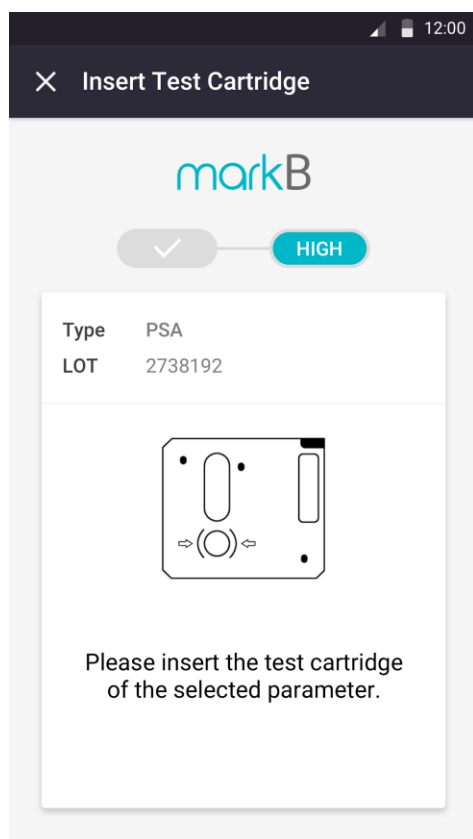 12:00
Insert Test Cartridge
markB
HIGH
Type PSA
LOT 2738192
Please insert the test cartridge
of the selected parameter.